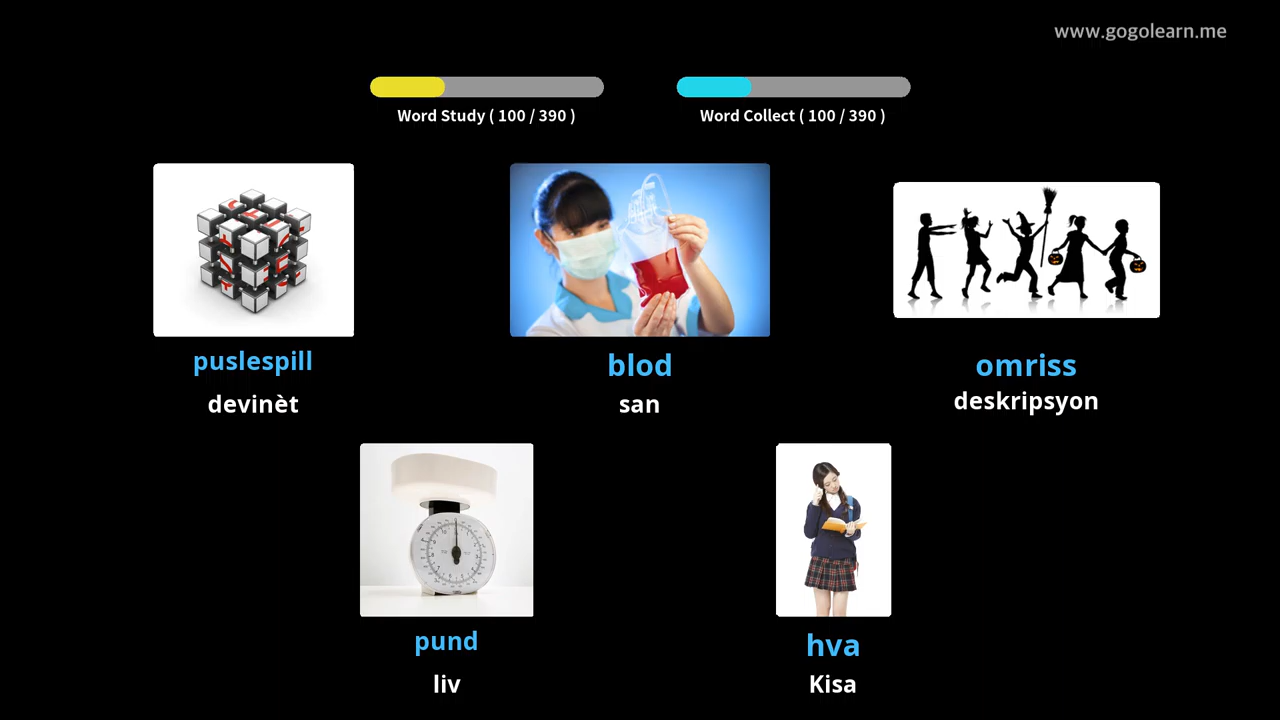 www.gogolearn.me
Word Study ( 100 / 390 )
Word Collect ( 100 / 390 )
puslespill
devinèt
blod
san
omriss
deskripsyon
pund
liv
hva
Kisa